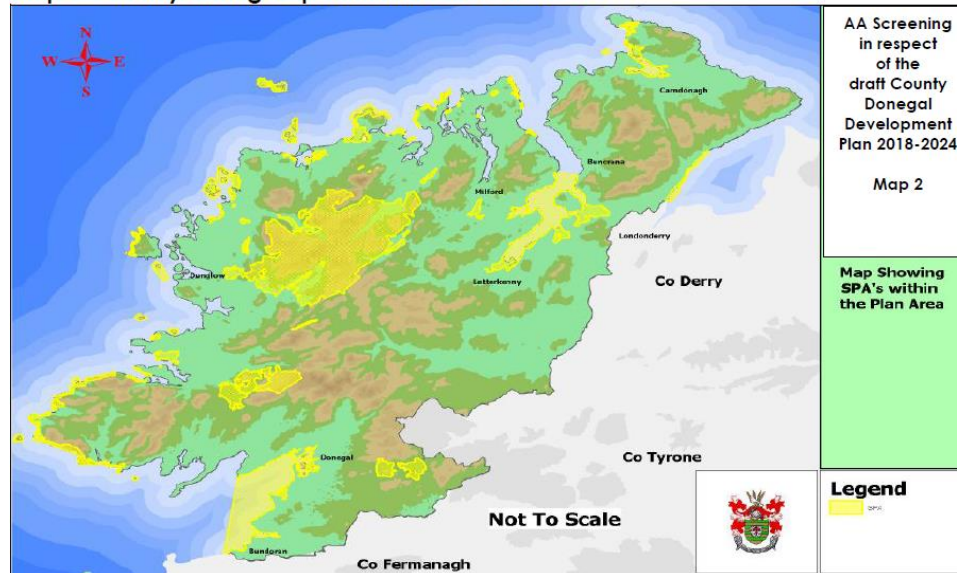 N
W E
S
AA Screening
in respect
of the
draft County
Donegal
Development
Plan 2018-2024
Map 2
Carndonagh
Buncrana
Milford
Londonderry
Letterkenny
Dunglow
Co Derry
Map Showing
SPA's within
the Plan Area
Co Tyrone
Donegal
Not To Scale
Legend
SPA
Bundoran
Co Fermanagh